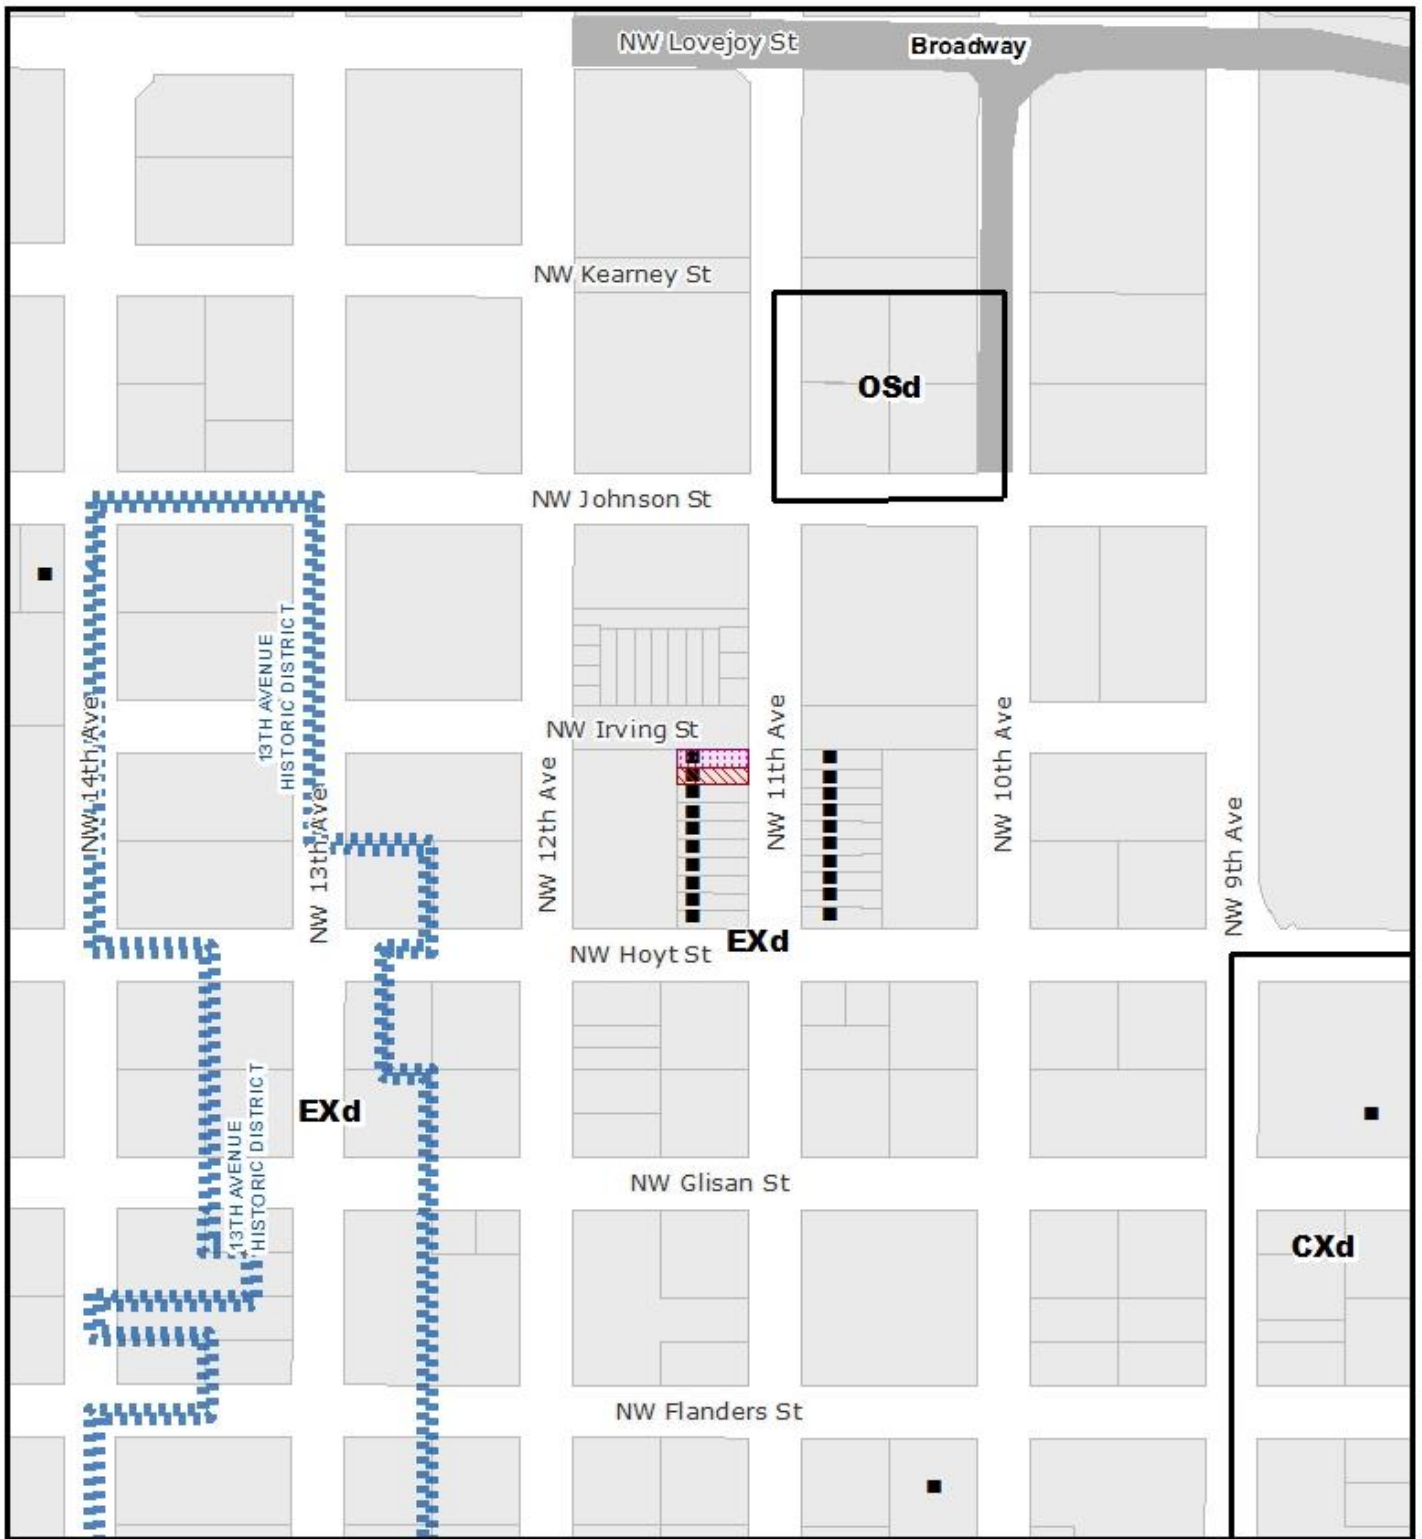 NW Lovejoy St
Broadway
NW Kearney St
OSd
NW Johnson St
13TH AVENUE
HISTORIC DISTRICT
NW 14th Ave
NW 13th Ave
NW Irving St
NW 12th Ave
NW 11th Ave
NW 10th Ave
NW 9th Ave
EXd
NW Hoyt St
EXd
13TH AVENUE
HISTORIC DISTRICT
NW Glisan St
CXd
NW Flanders St